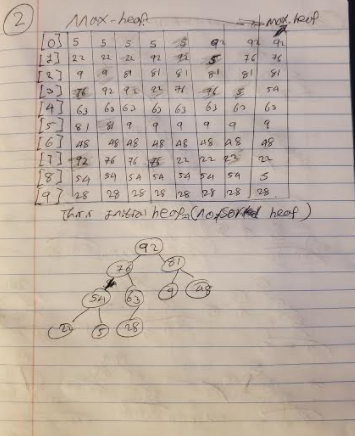 2 Max-heap → max.heap
[0] 5 5 5 5 5 92 92 92
[1] 22 22 22 92 92 5 76 76
[2] 9 9 81 81 81 81 81 81
[3] 76 92 92 22 76 76 5 54
[4] 63 63 63 63 63 63 63 63
[5] 81 81 9 9 9 9 9 9
[6] 48 48 48 48 48 48 48 48
[7] 92 76 76 76 22 22 22 22
[8] 54 54 54 54 54 54 54 5
[9] 28 28 28 28 28 28 28 28
initial heap (not sorted heap)
92
76 81
54 63 9 48
22 5 28